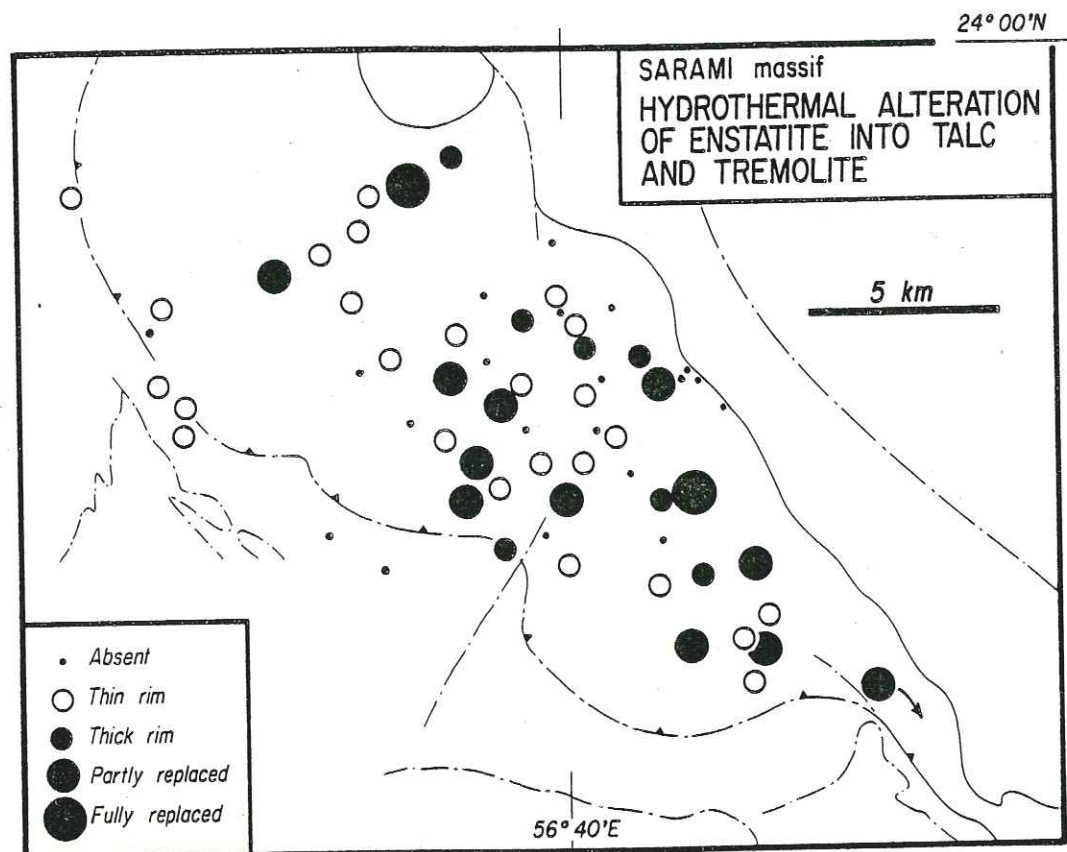 24°00'N
SARAMI massif
HYDROTHERMAL ALTERATION
OF ENSTATITE INTO TALC
AND TREMOLITE
5 km
Absent
Thin rim
Thick rim
Partly replaced
Fully replaced
56°40'E